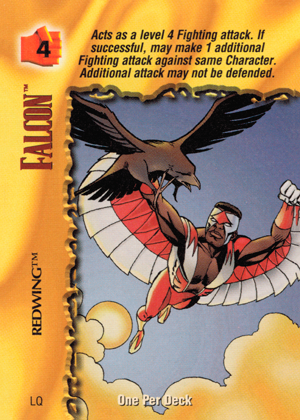 4
Acts as a level 4 Fighting attack. If
successful, may make 1 additional
Fighting attack against same Character.
Additional attack may not be defended.
FALCON™
REDWING™
LQ
One Per Deck